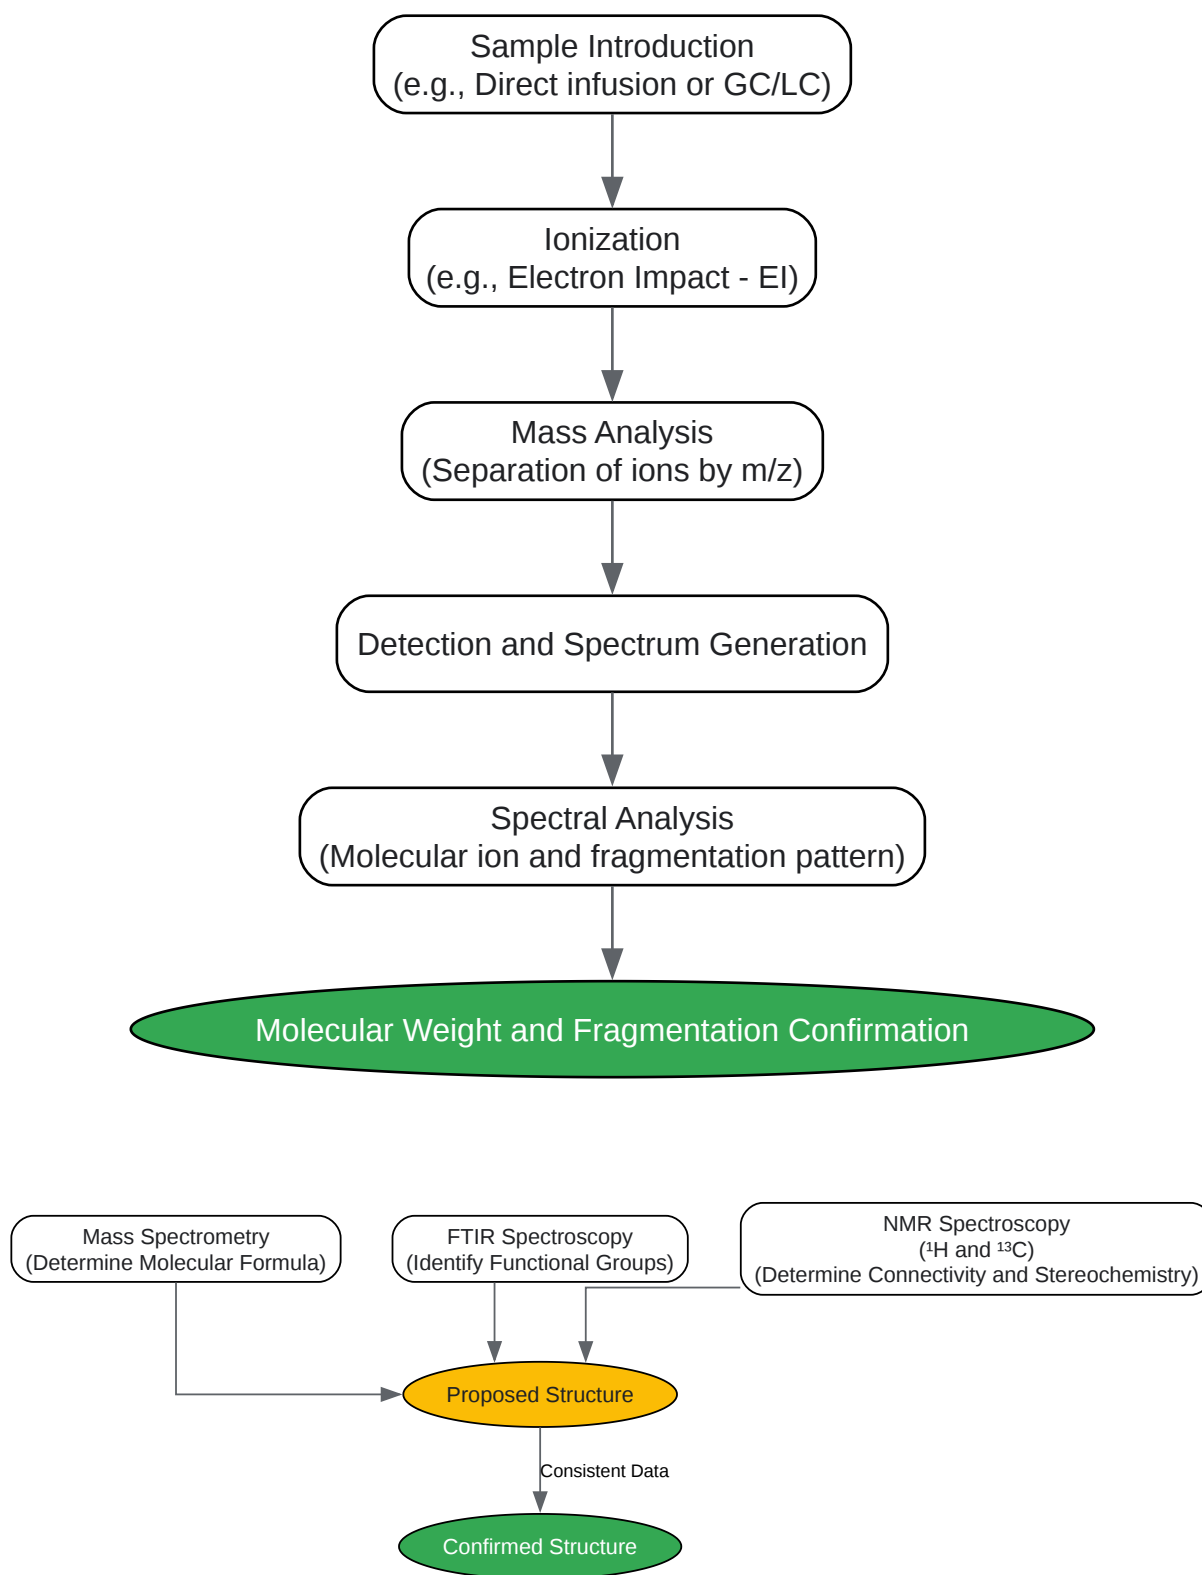 Sample Introduction
(e.g., Direct infusion or GC/LC)
Ionization
(e.g., Electron Impact - EI)
Mass Analysis
(Separation of ions by m/z)
Detection and Spectrum Generation
Spectral Analysis
(Molecular ion and fragmentation pattern)
Molecular Weight and Fragmentation Confirmation
Mass Spectrometry
(Determine Molecular Formula)
FTIR Spectroscopy
(Identify Functional Groups)
NMR Spectroscopy
(¹H and ¹³C)
(Determine Connectivity and Stereochemistry)
Proposed Structure
Consistent Data
Confirmed Structure